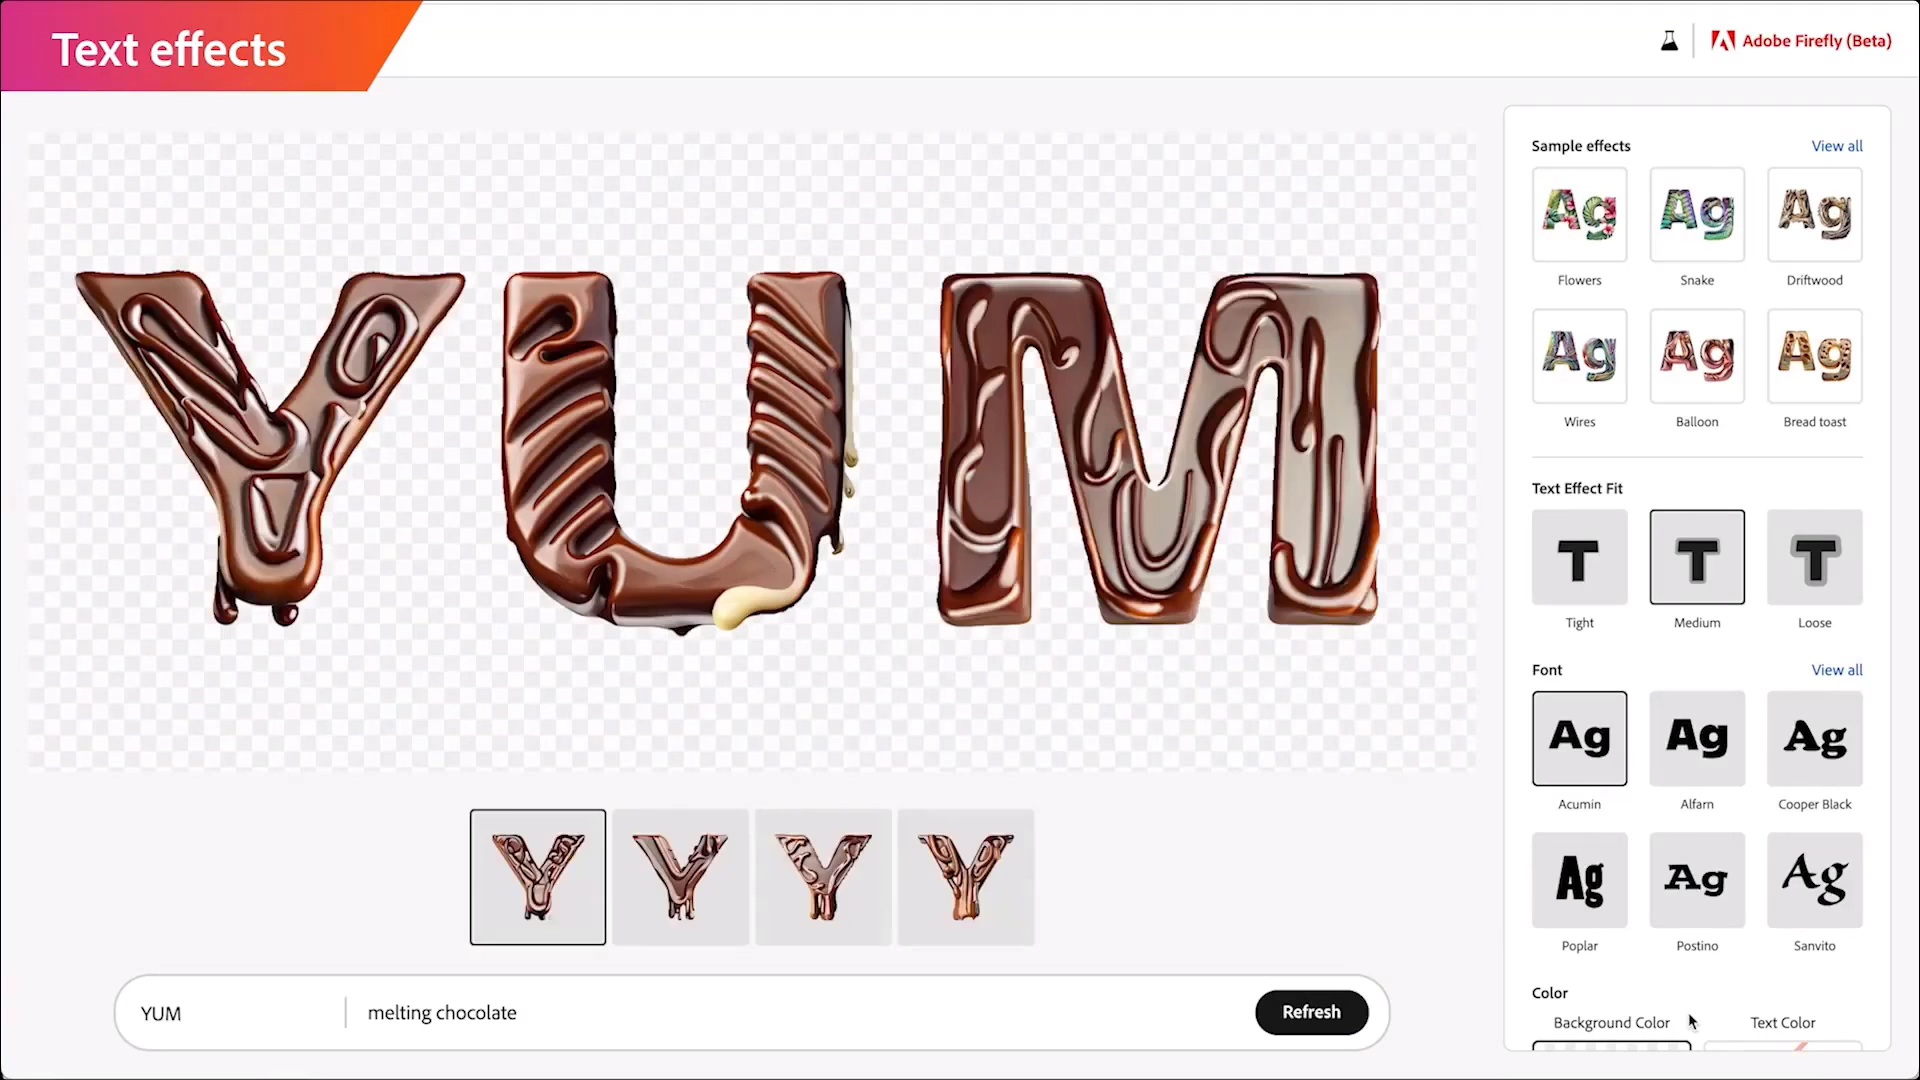 Text effects
Adobe Firefly (Beta)
YUM
Sample effects
View all
Ag
Ag
Ag
Flowers
Snake
Driftwood
Ag
Ag
Ag
Wires
Balloon
Bread toast
Text Effect Fit
T
T
T
Tight
Medium
Loose
Font
View all
Ag
Ag
Ag
Acumin
Alfarn
Cooper Black
Ag
Ag
Ag
Poplar
Postino
Sanvito
Color
Background Color
Text Color
Y
Y
Y
Y
YUM
melting chocolate
Refresh